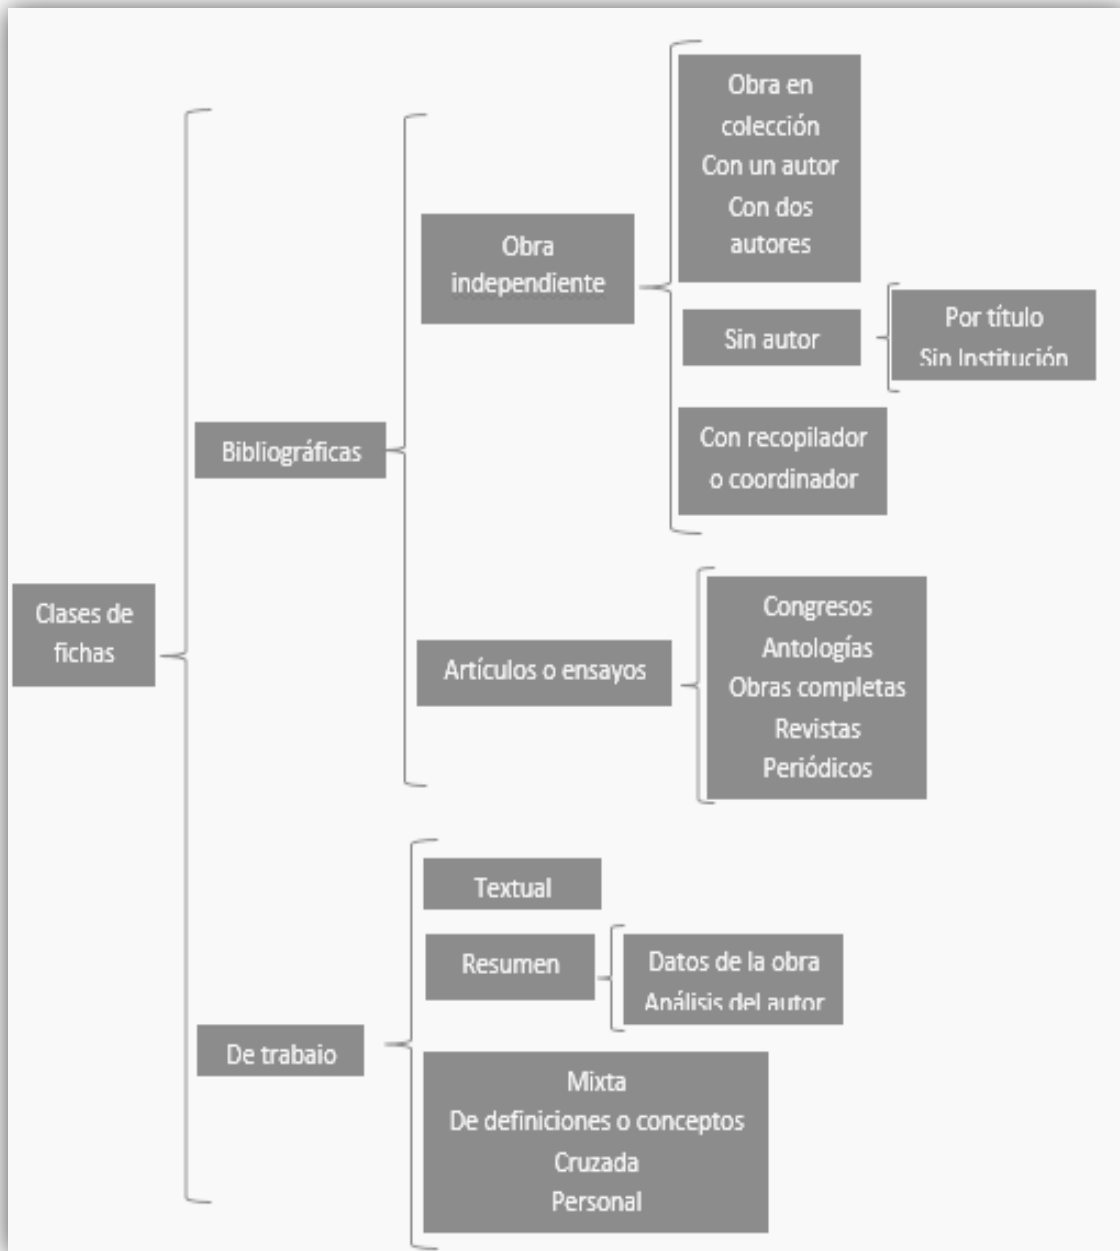 Clases de
fichas
Bibliográficas
Obra
independiente
Obra en
colección
Con un autor
Con dos
autores
Sin autor
Por título
Sin Institución
Con recopilador
o coordinador
Artículos o ensayos
Congresos
Antologías
Obras completas
Revistas
Periódicos
De trabaio
Textual
Resumen
Datos de la obra
Análisis del autor
Mixta
De definiciones o conceptos
Cruzada
Personal